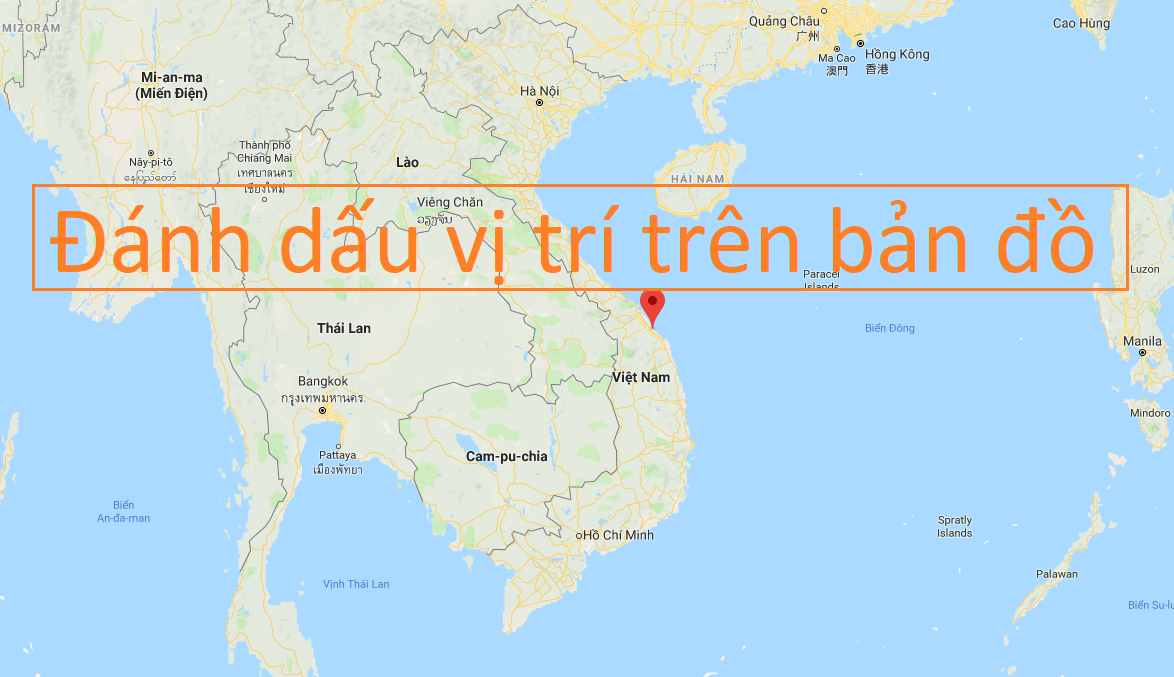 MIZORAM
Quảng Châu
广州
Cao Hùng
Ma Cao
澳門
Hồng Kông
香港
Mi-an-ma
(Miến Điện)
Hà Nội
Nây-pi-tô
နေပြည်တော်
Thành phố
Chiang Mai
เทศบาลนคร
เชียงใหม่
Lào
HẢI NAM
Viêng Chăn
ວຽງຈັນ
Đánh dấu vị trí trên bản đồ
Paracel
Islands
Luzon
Thái Lan
Biển Đông
Manila
Việt Nam
Bangkok
กรุงเทพมหานคร
Mindoro
Pattaya
เมืองพัทยา
Cam-pu-chia
Biển
An-đa-man
Spratly
Islands
Hồ Chí Minh
Vịnh Thái Lan
Palawan
Biển Su-lu